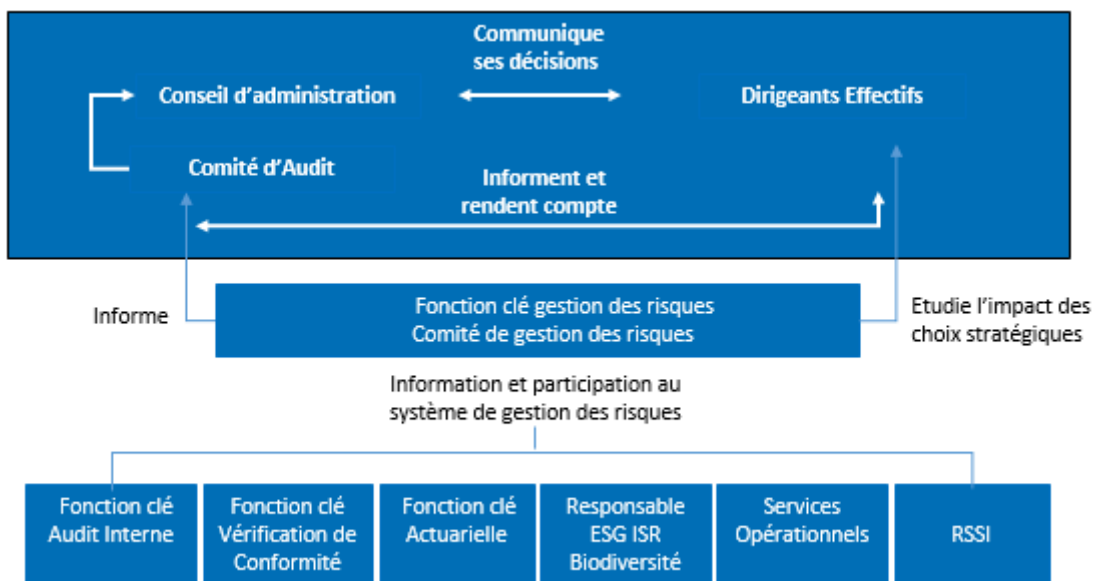 Communique
ses décisions
Conseil d'administration
Dirigeants Effectifs
Comité d'Audit
Informent et
rendent compte
Informe
Fonction clé gestion des risques
Comité de gestion des risques
Etudie l'impact des
choix stratégiques
Information et participation au
système de gestion des risques
Fonction clé
Audit Interne
Fonction clé
Vérification de
Conformité
Fonction clé
Actuarielle
Responsable
ESG ISR
Biodiversité
Services
Opérationnels
RSSI